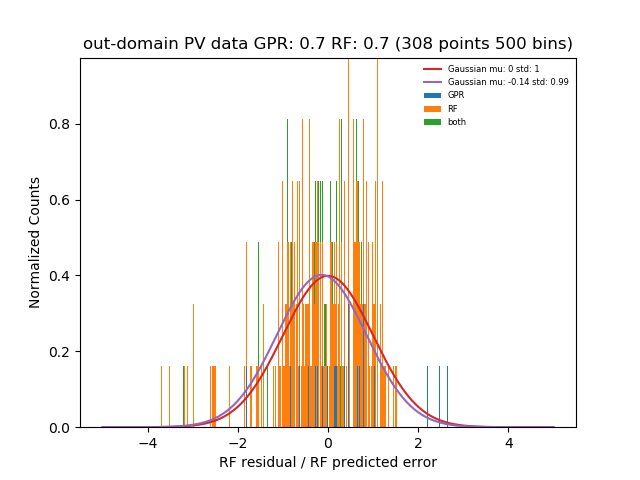 out-domain PV data GPR: 0.7 RF: 0.7 (308 points 500 bins)
Gaussian mu: 0 std: 1
Gaussian mu: -0.14 std: 0.99
GPR
RF
both
Normalized Counts
0.8
0.6
0.4
0.2
0.0
−4 −2 0 2 4
RF residual / RF predicted error